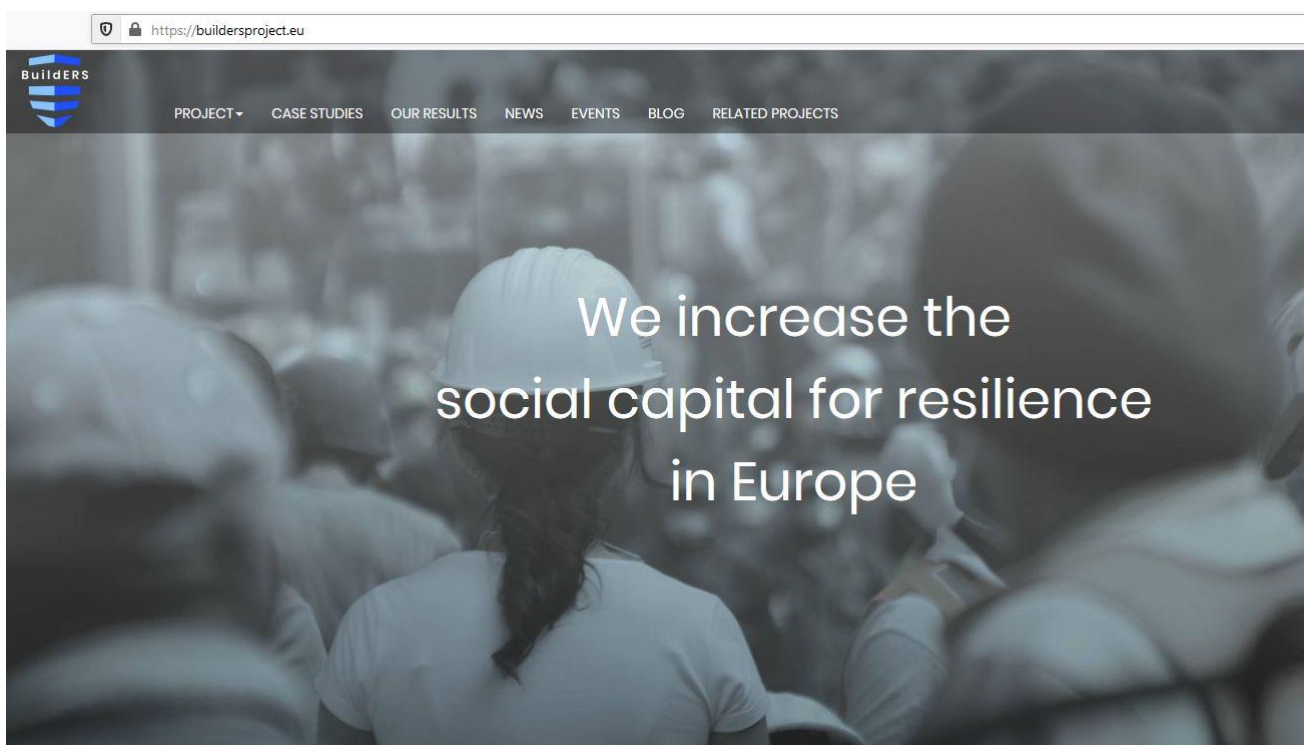 https://buildersproject.eu
BuildERS
PROJECT CASE STUDIES OUR RESULTS NEWS EVENTS BLOG RELATED PROJECTS
We increase the
social capital for resilience
in Europe